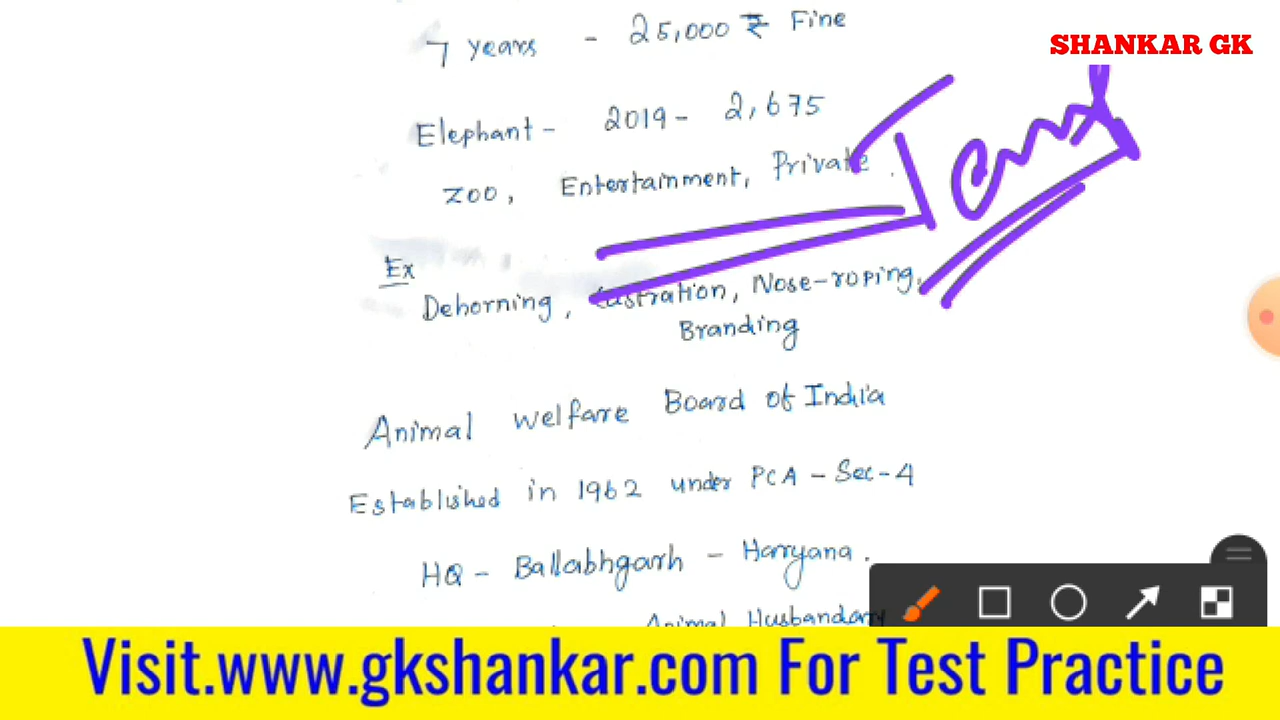 SHANKAR GK
7 years - 25,000 ₹ Fine
Elephant - 2019 - 2,675
Zoo, Entertainment, Private.
Ex
Dehorning, Castration, Nose-roping,
Branding
Animal welfare Board of India
Established in 1962 under PCA - Sec-4
HQ - Ballabhgarh - Harryana.
Animal Husbandary
Visit.www.gkshankar.com For Test Practice